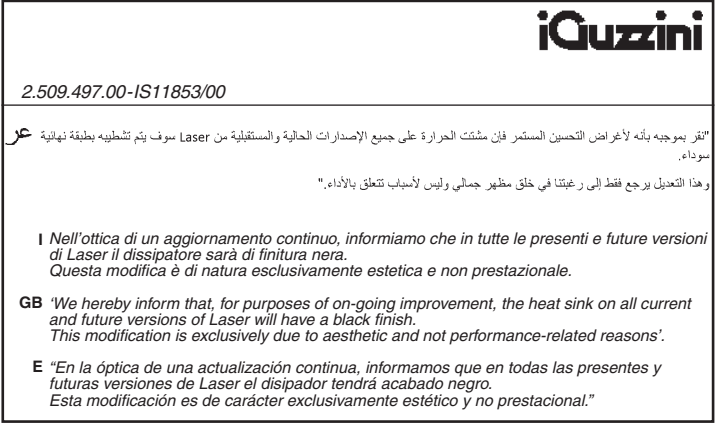 iGuzzini
2.509.497.00-IS11853/00
عر "نقر بموجبه بأنه لأغراض التحسين المستمر فإن مشتت الحرارة على جميع الإصدارات الحالية والمستقبلية من Laser سوف يتم تشطيبه بطبقة نهائية
سوداء.
وهذا التعديل يرجع فقط إلى رغبتنا في خلق مظهر جمالي وليس لأسباب تتعلق بالأداء."
I Nell'ottica di un aggiornamento continuo, informiamo che in tutte le presenti e future versioni
di Laser il dissipatore sarà di finitura nera.
Questa modifica è di natura esclusivamente estetica e non prestazionale.
GB 'We hereby inform that, for purposes of on-going improvement, the heat sink on all current
and future versions of Laser will have a black finish.
This modification is exclusively due to aesthetic and not performance-related reasons'.
E "En la óptica de una actualización continua, informamos que en todas las presentes y
futuras versiones de Laser el disipador tendrá acabado negro.
Esta modificación es de carácter exclusivamente estético y no prestacional."